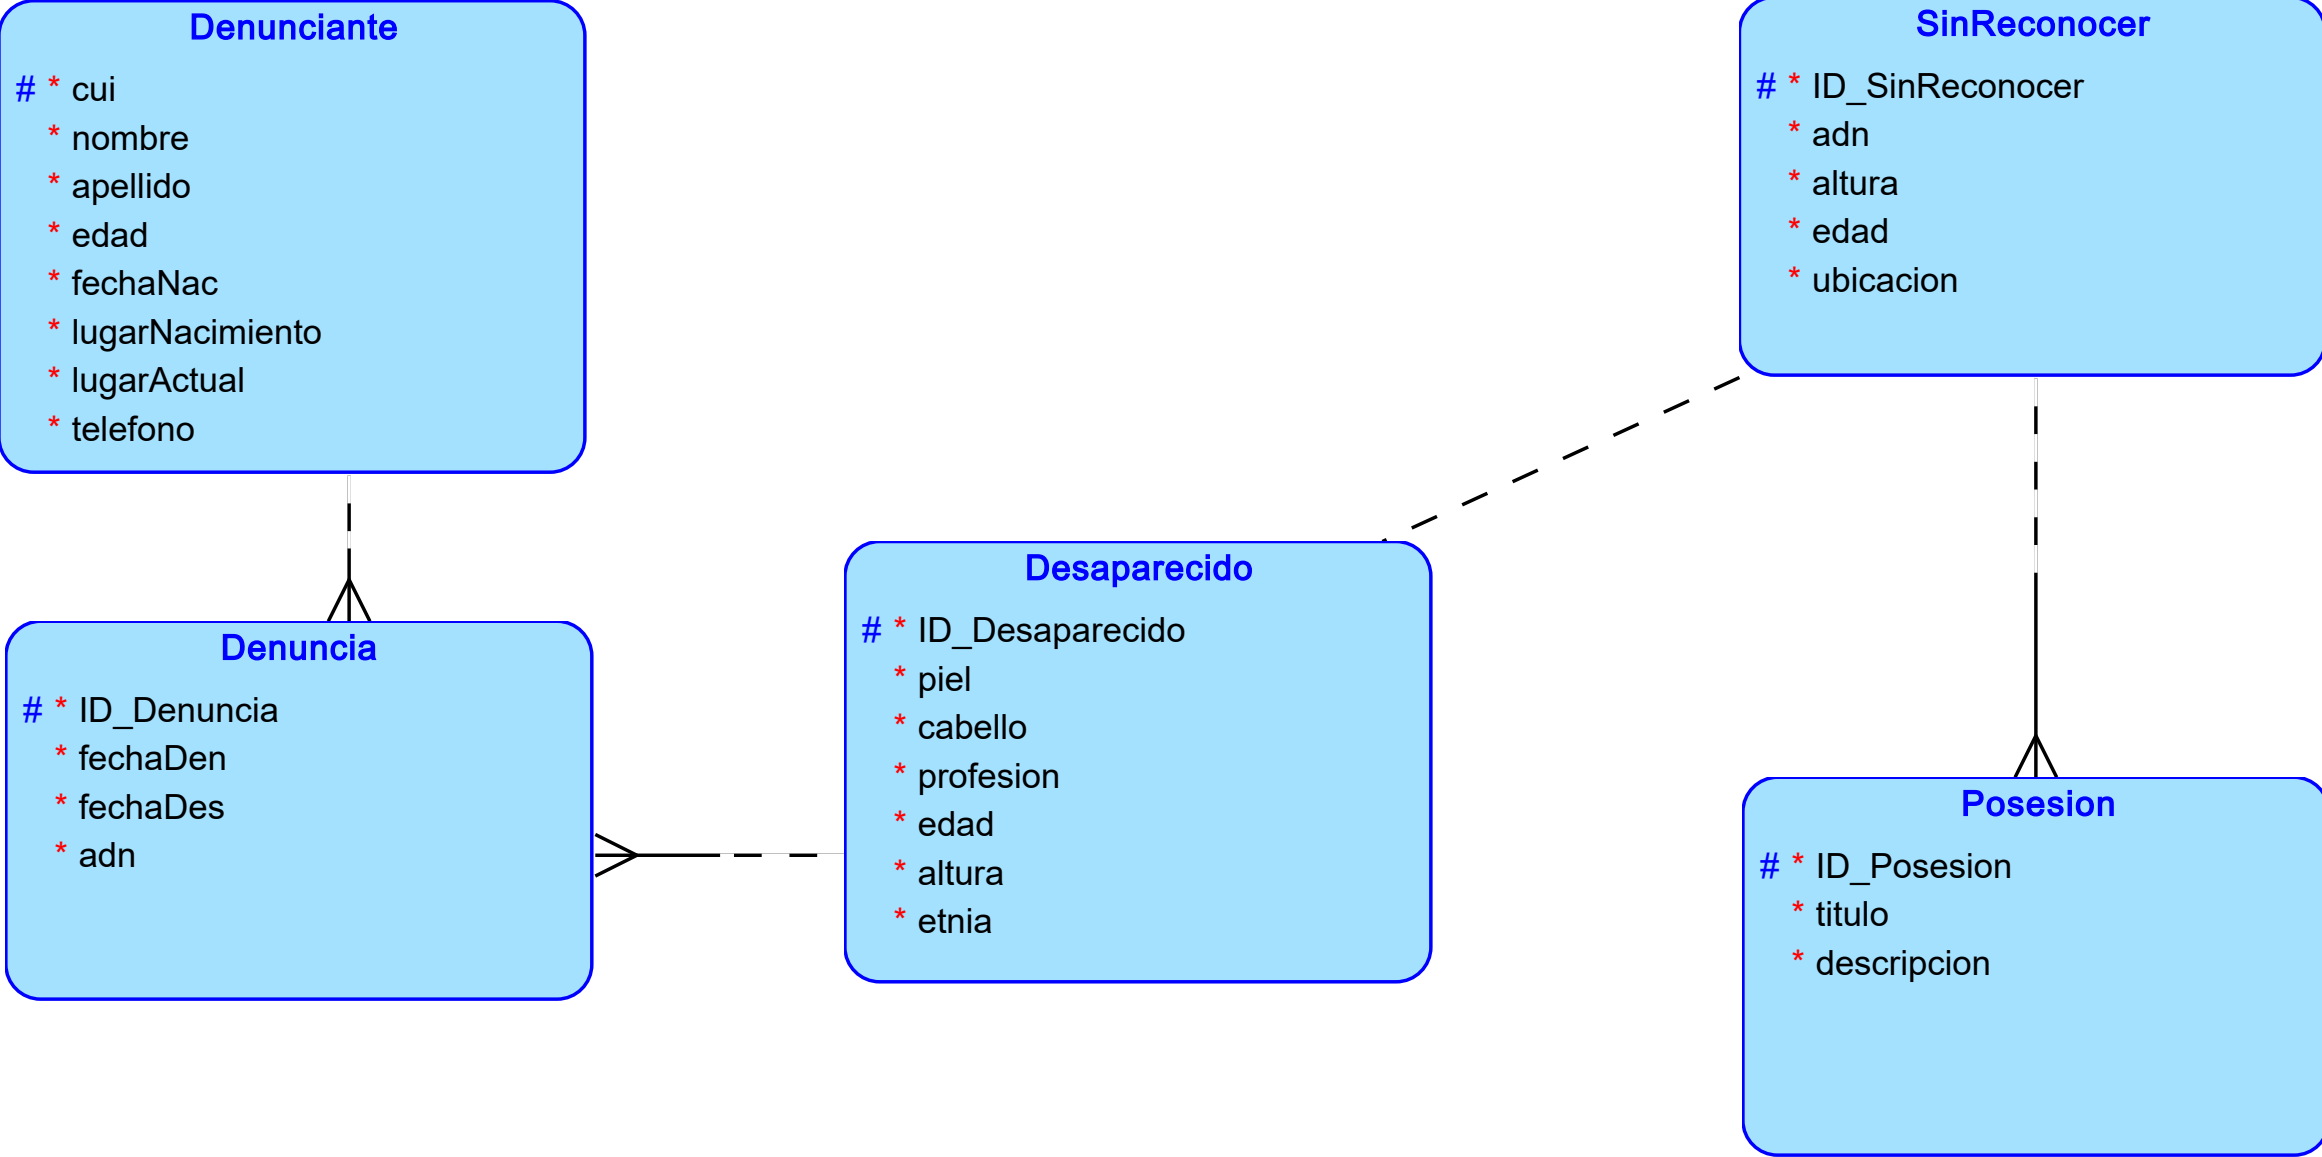 Denunciante
# * cui
* nombre
* apellido
* edad
* fechaNac
* lugarNacimiento
* lugarActual
* telefono
Denuncia
# * ID_Denuncia
* fechaDen
* fechaDes
* adn
Desaparecido
# * ID_Desaparecido
* piel
* cabello
* profesion
* edad
* altura
* etnia
SinReconocer
# * ID_SinReconocer
* adn
* altura
* edad
* ubicacion
Posesion
# * ID_Posesion
* titulo
* descripcion